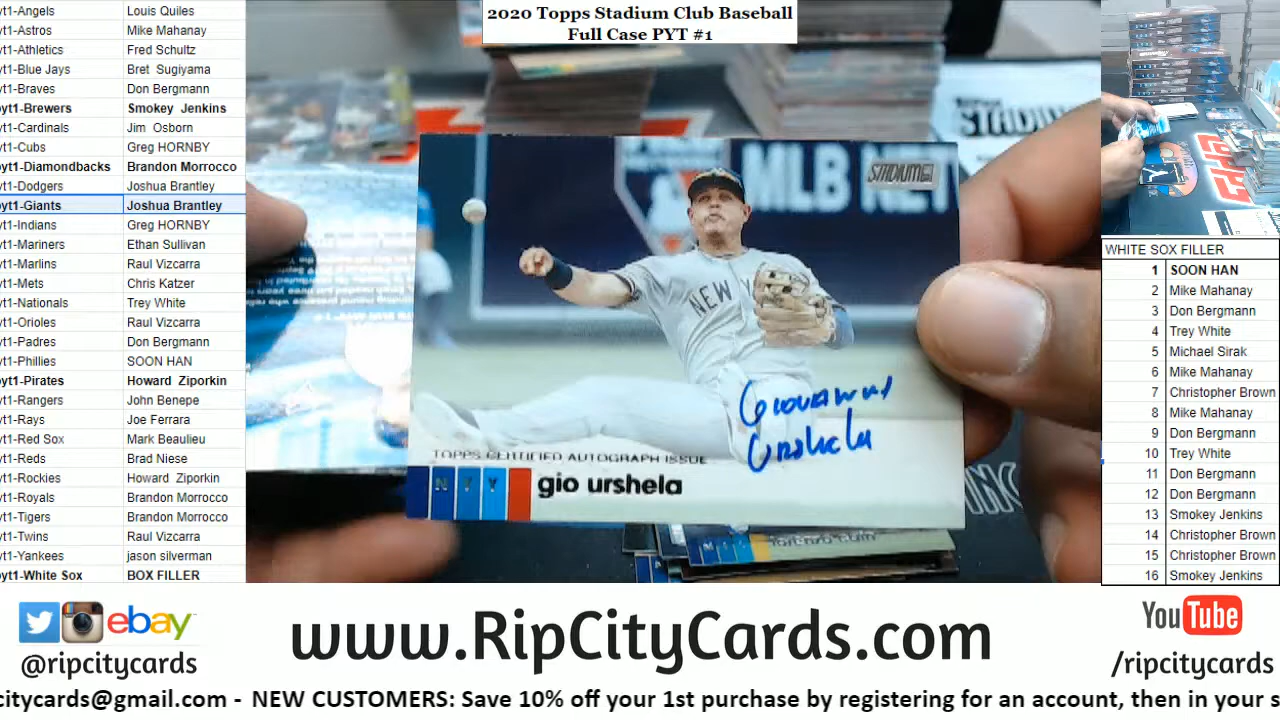 2020 Topps Stadium Club Baseball
Full Case PYT #1
yt1-Angels Louis Quiles
yt1-Astros Mike Mahanay
yt1-Athletics Fred Schultz
yt1-Blue Jays Bret Sugiyama
yt1-Braves Don Bergmann
yt1-Brewers Smokey Jenkins
yt1-Cardinals Jim Osborn
yt1-Cubs Greg HORNBY
yt1-Diamondbacks Brandon Morrocco
yt1-Dodgers Joshua Brantley
yt1-Giants Joshua Brantley
yt1-Indians Greg HORNBY
yt1-Mariners Ethan Sullivan
yt1-Marlins Raul Vizcarra
yt1-Mets Chris Katzer
yt1-Nationals Trey White
yt1-Orioles Raul Vizcarra
yt1-Padres Don Bergmann
yt1-Phillies SOON HAN
yt1-Pirates Howard Ziporkin
yt1-Rangers John Benepe
yt1-Rays Joe Ferrara
yt1-Red Sox Mark Beaulieu
yt1-Reds Brad Niese
yt1-Rockies Howard Ziporkin
yt1-Royals Brandon Morrocco
yt1-Tigers Brandon Morrocco
yt1-Twins Raul Vizcarra
yt1-Yankees jason silverman
yt1-White Sox BOX FILLER
MLB NET
STADIUM
NEW Y
Giovanny
Urshela
TOPPS CERTIFIED AUTOGRAPH ISSUE
NYY gio urshela
WHITE SOX FILLER
1 SOON HAN
2 Mike Mahanay
3 Don Bergmann
4 Trey White
5 Michael Sirak
6 Mike Mahanay
7 Christopher Brown
8 Mike Mahanay
9 Don Bergmann
10 Trey White
11 Don Bergmann
12 Don Bergmann
13 Smokey Jenkins
14 Christopher Brown
15 Christopher Brown
16 Smokey Jenkins
ebay
@ripcitycards
www.RipCityCards.com
YouTube
/ripcitycards
citycards@gmail.com - NEW CUSTOMERS: Save 10% off your 1st purchase by registering for an account, then in your s